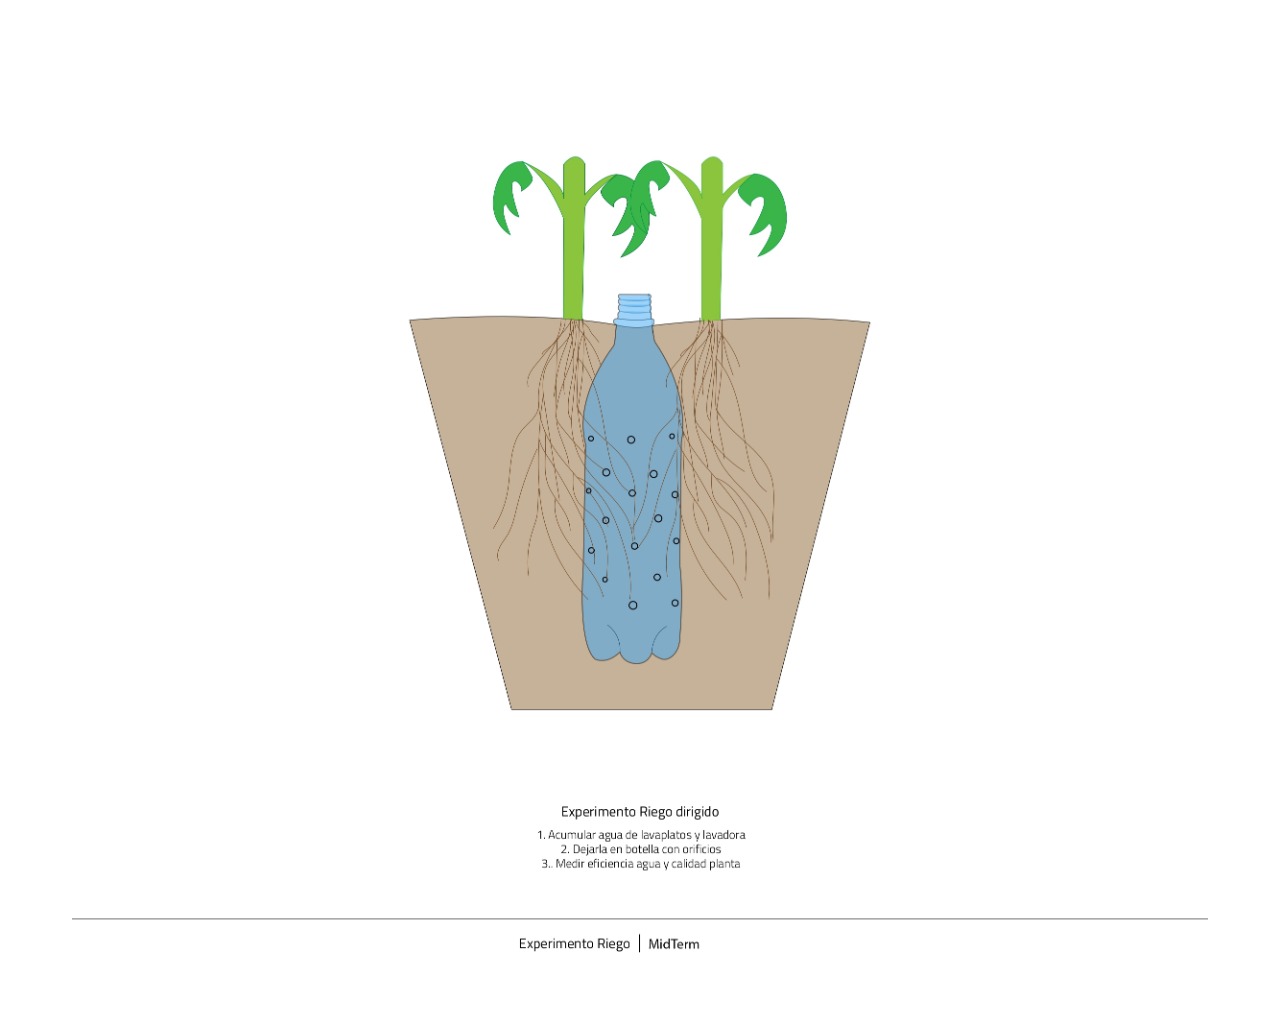 Experimento Riego dirigido
1. Acumular agua de lavaplatos y lavadora
2. Dejarla en botella con orificios
3.. Medir eficiencia agua y calidad planta
Experimento Riego | MidTerm